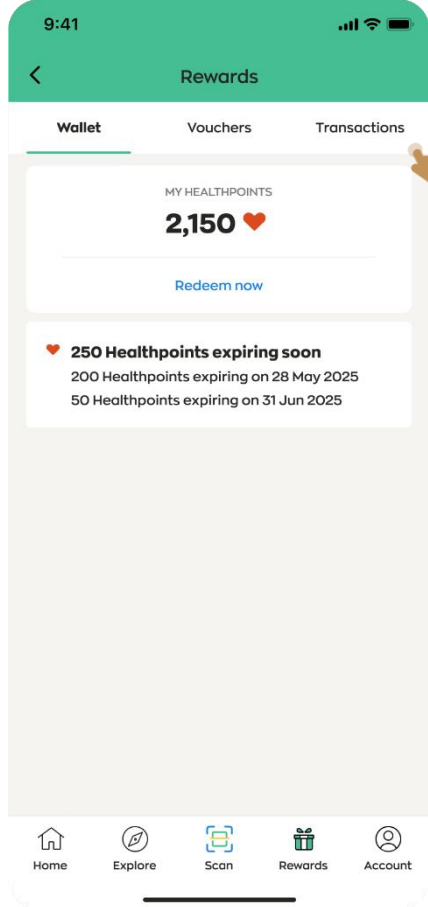 9:41
Rewards
Wallet Vouchers Transactions
MY HEALTHPOINTS
2,150
Redeem now
250 Healthpoints expiring soon
200 Healthpoints expiring on 28 May 2025
50 Healthpoints expiring on 31 Jun 2025
Home Explore Scan Rewards Account